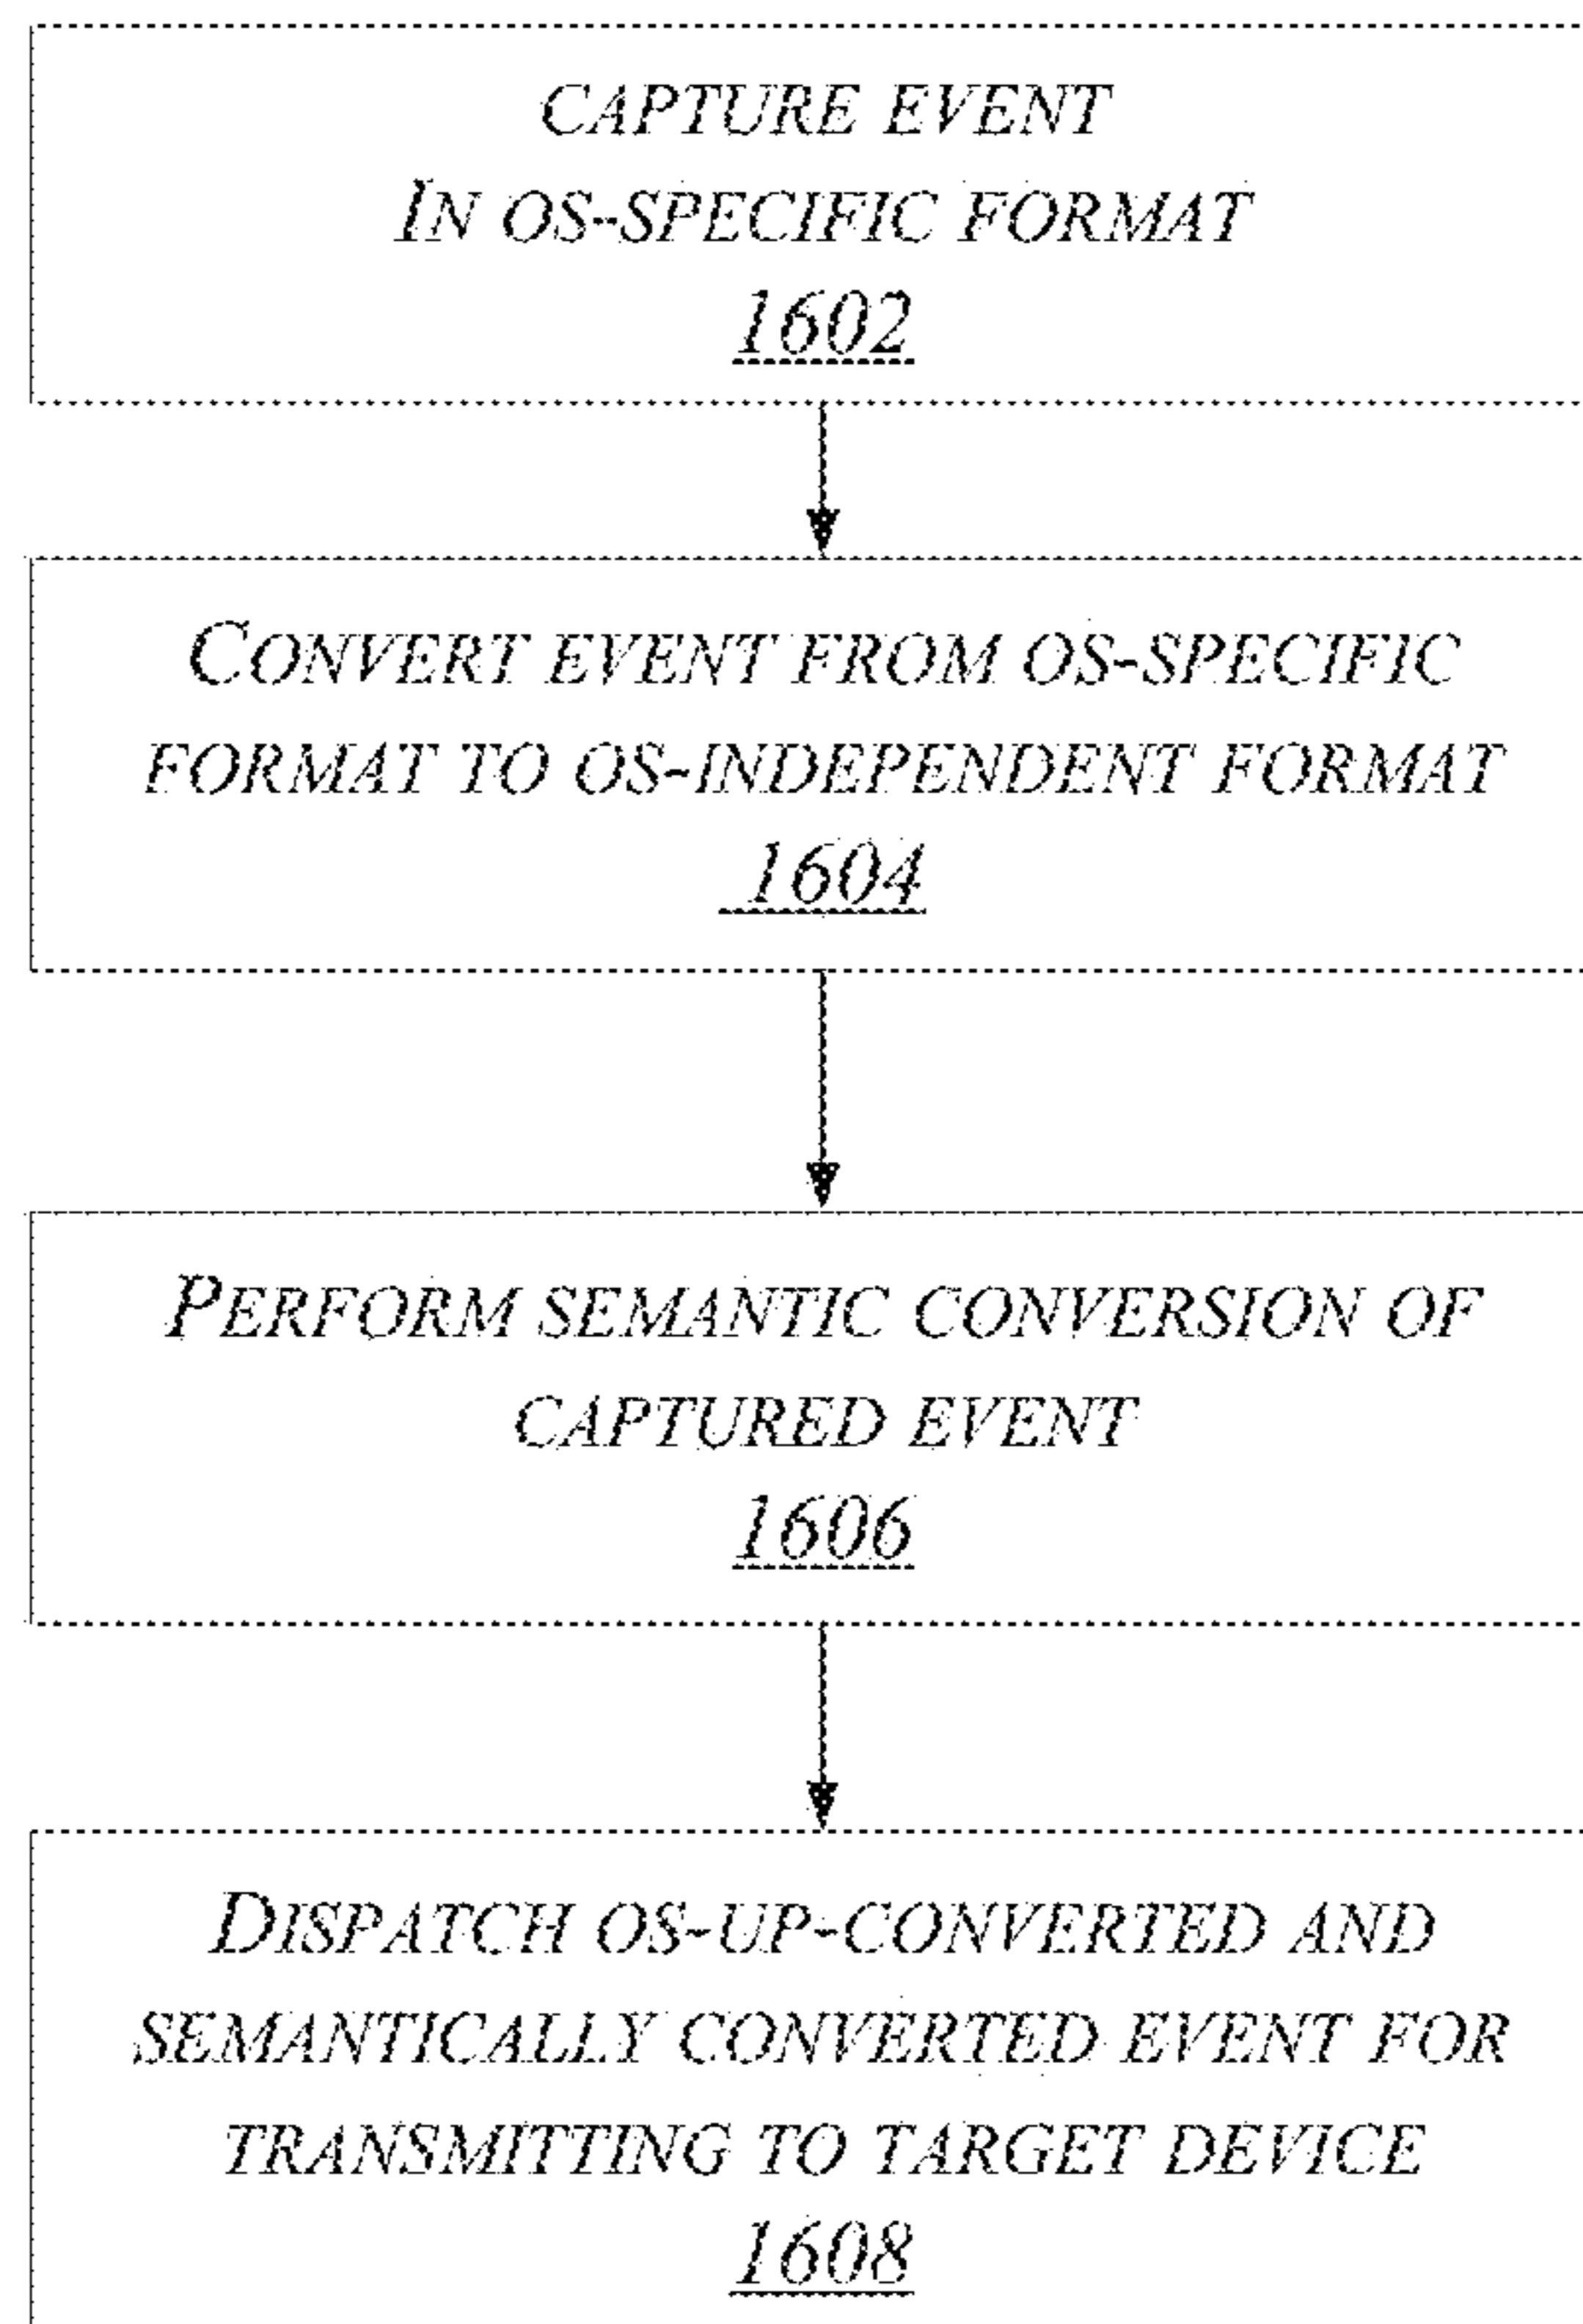 CAPTURE EVENT
IN OS-SPECIFIC FORMAT
1602
CONVERT EVENT FROM OS-SPECIFIC
FORMAT TO OS-INDEPENDENT FORMAT
1604
PERFORM SEMANTIC CONVERSION OF
CAPTURED EVENT
1606
DISPATCH OS-UP-CONVERTED AND
SEMANTICALLY CONVERTED EVENT FOR
TRANSMITTING TO TARGET DEVICE
1608